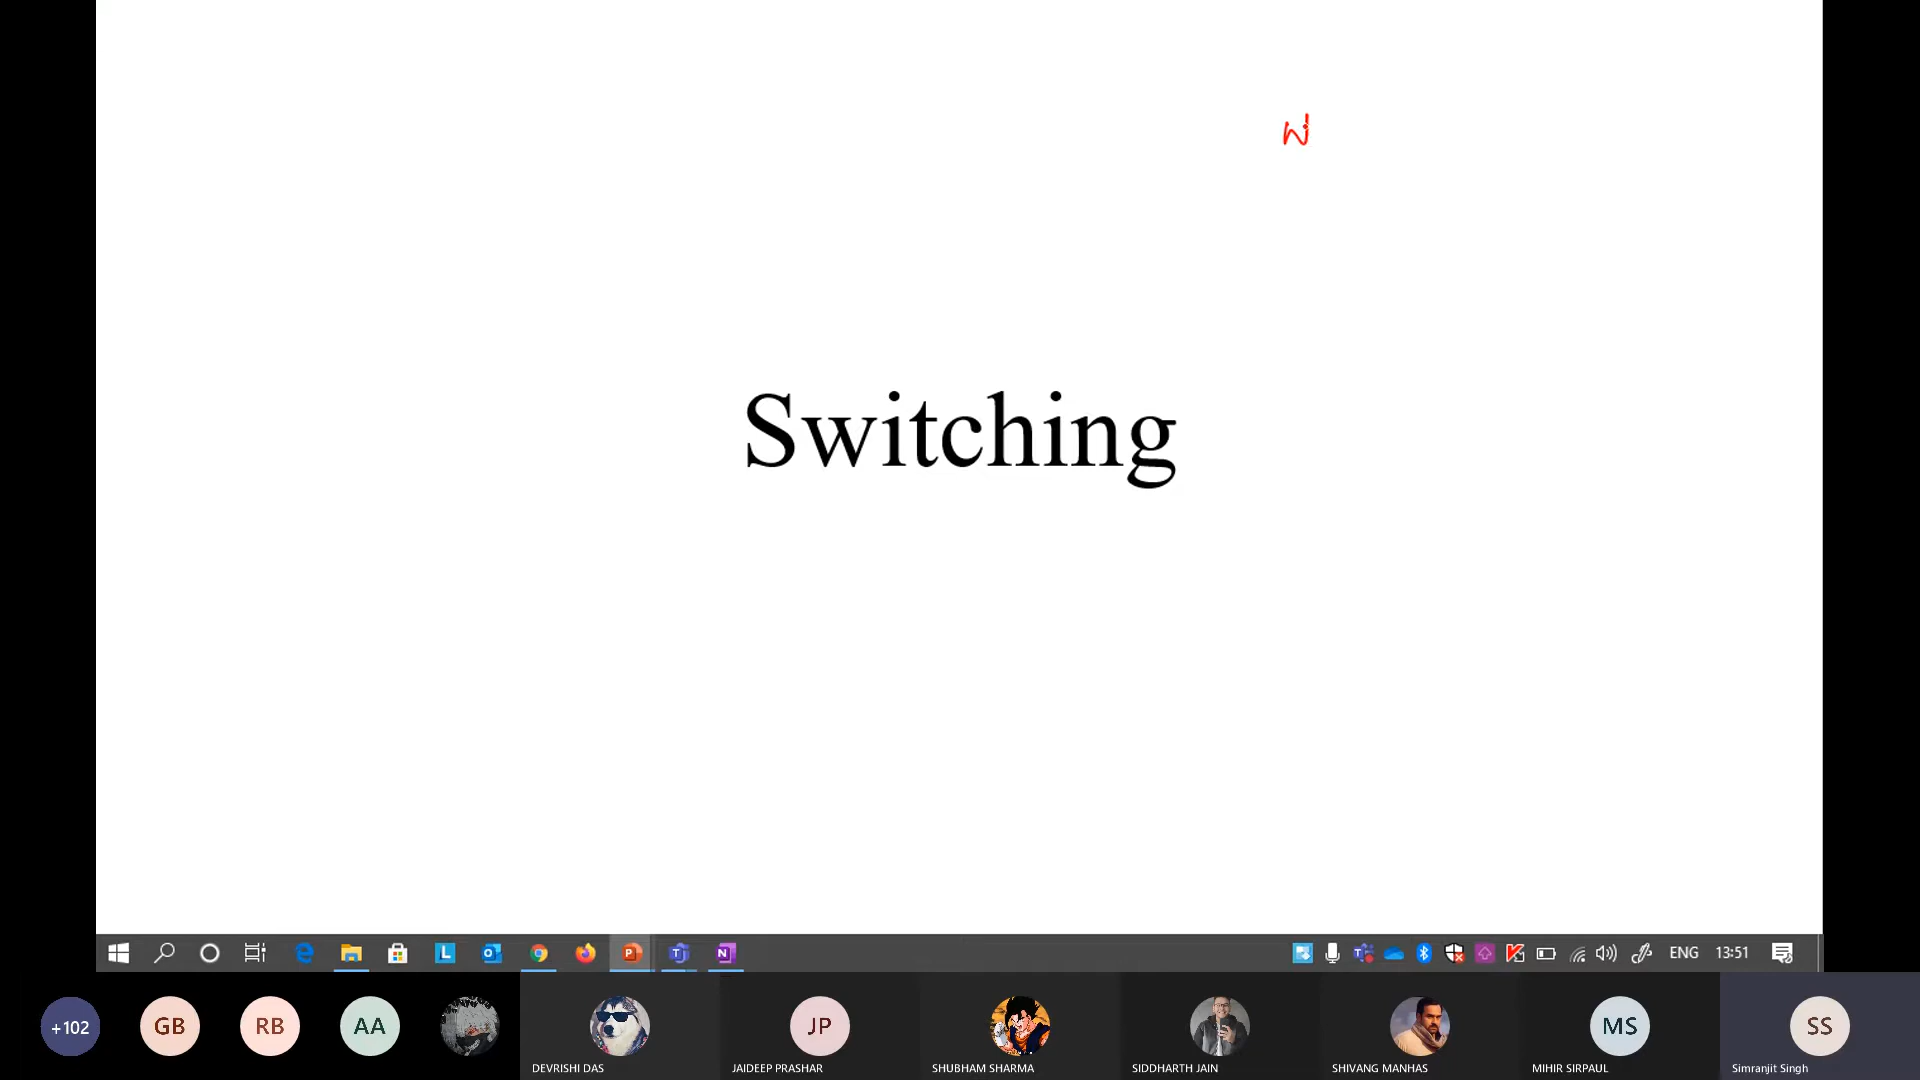 Switching
ENG 13:51
+102 GB RB AA JP MS SS
DEVRISHI DAS JAIDEEP PRASHAR SHUBHAM SHARMA SIDDHARTH JAIN SHIVANG MANHAS MIHIR SIRPAUL Simranjit Singh